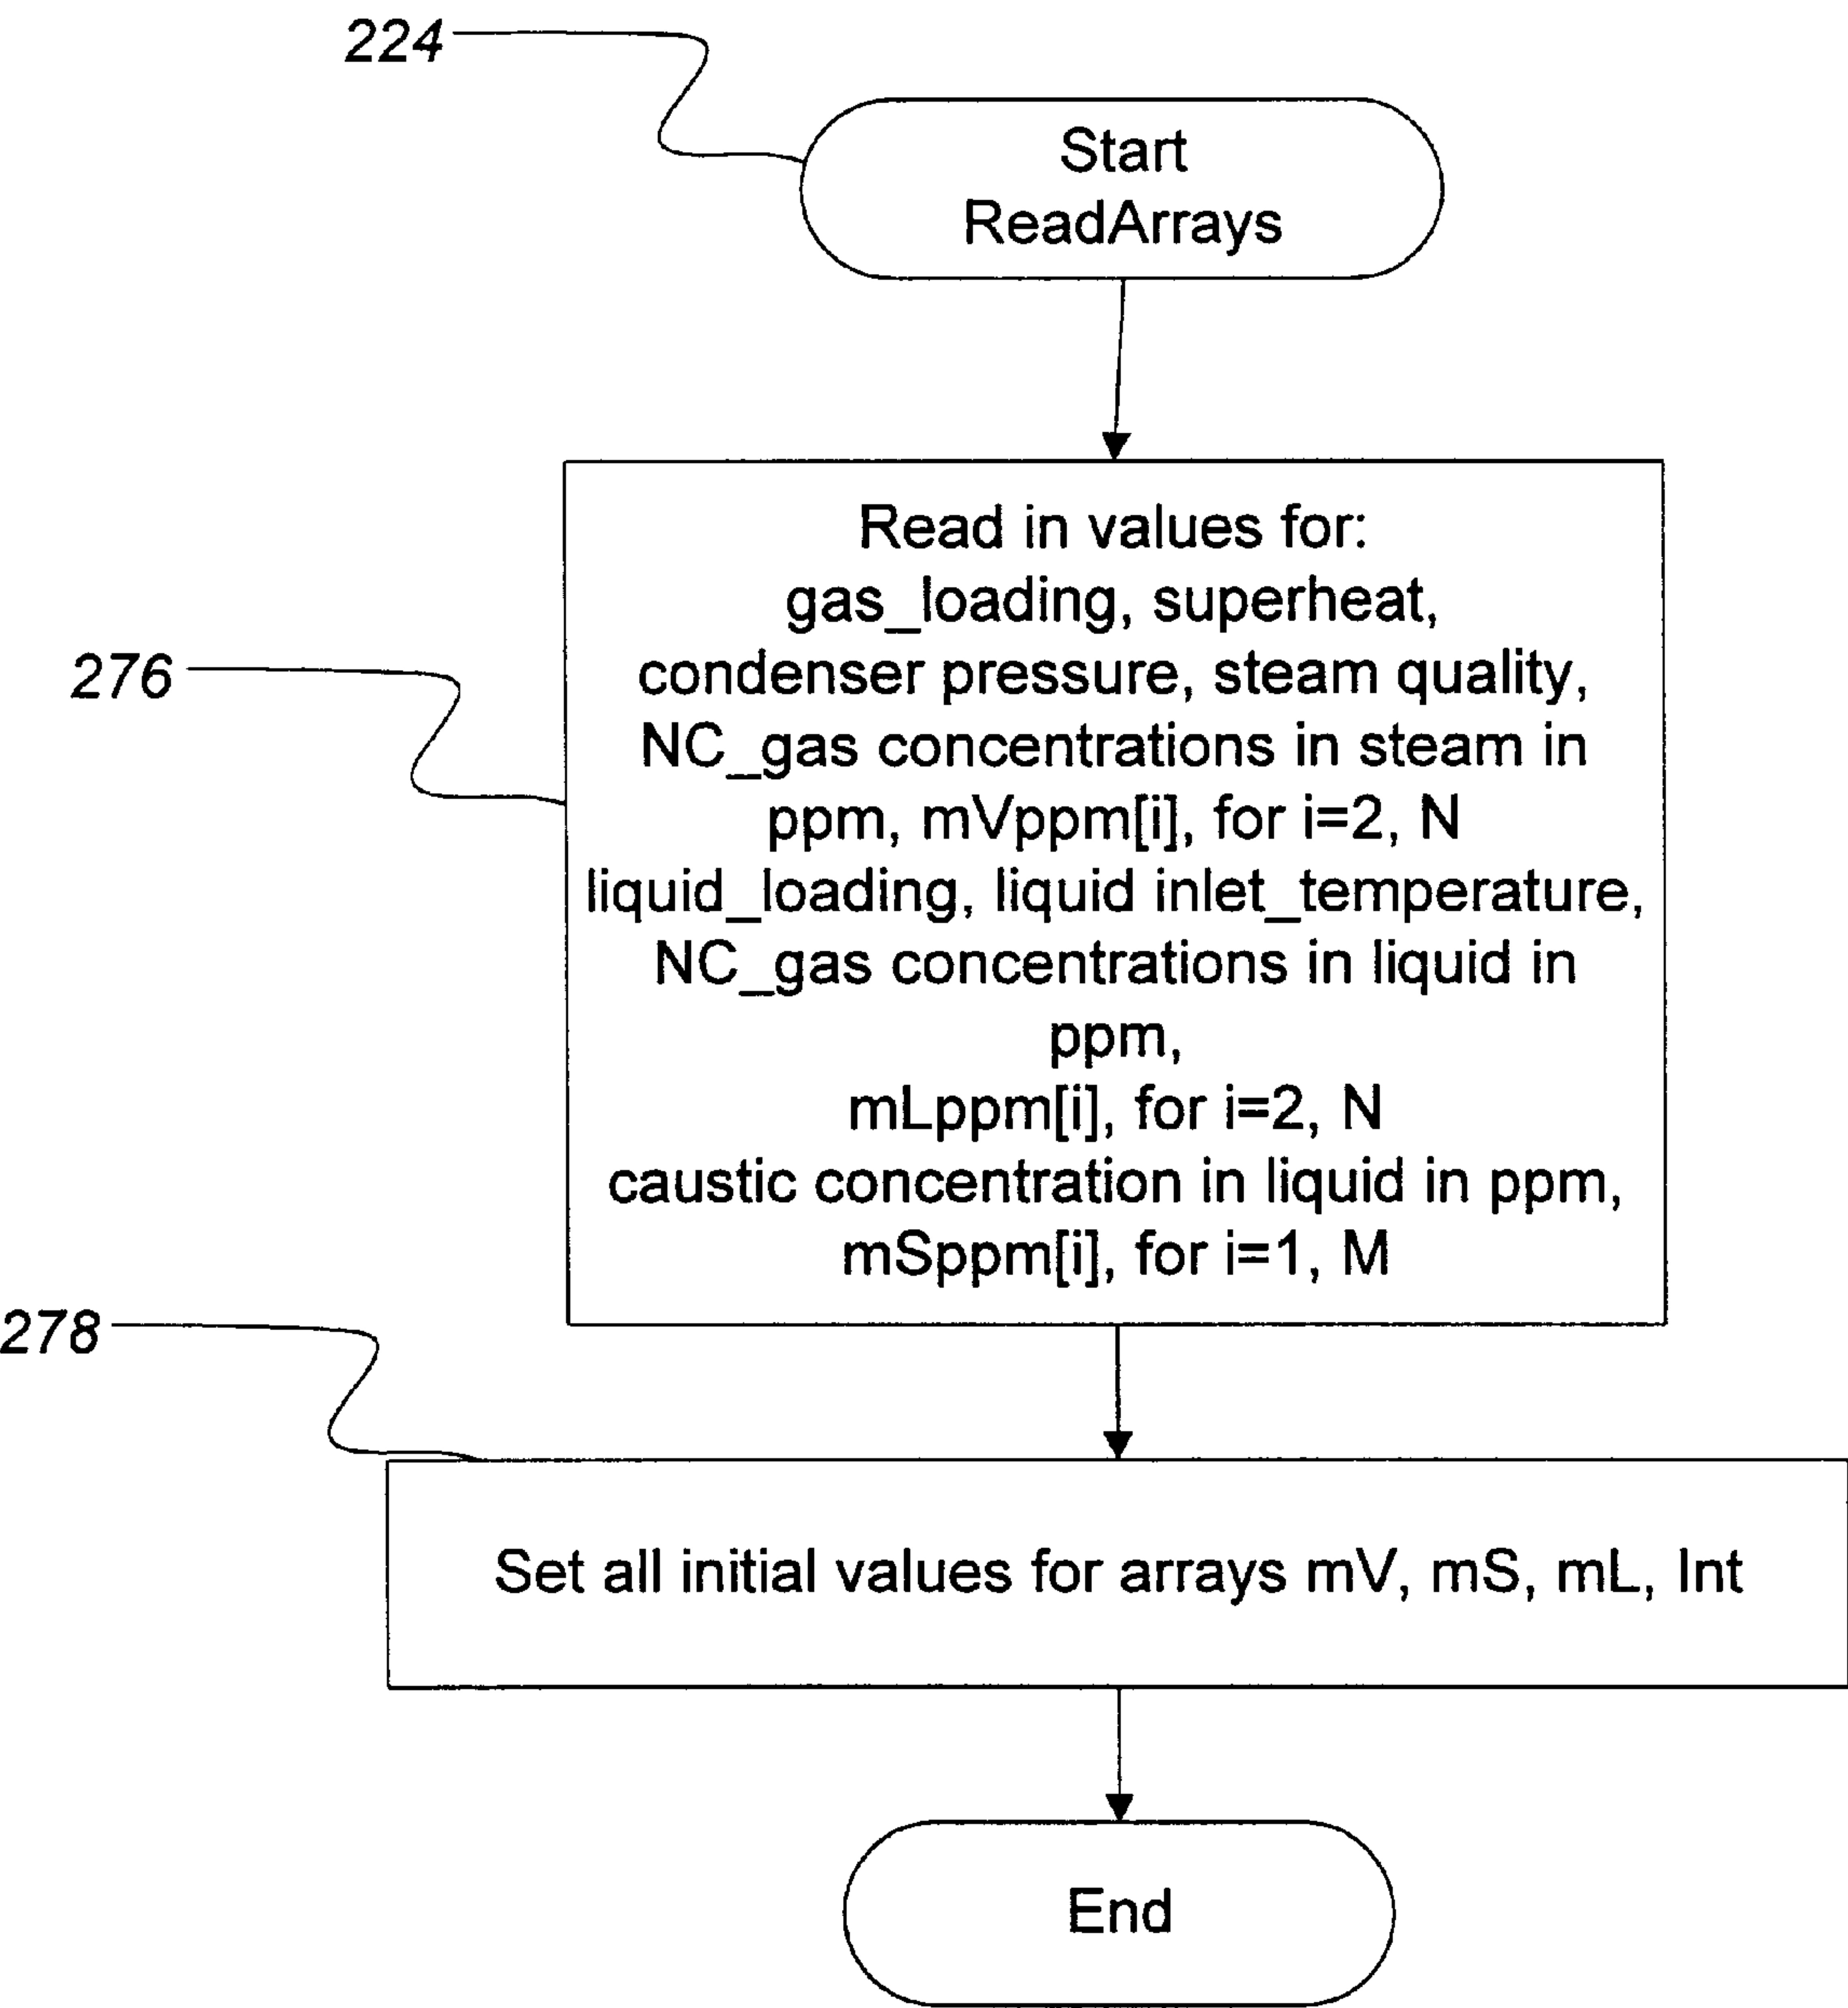 224
Start
ReadArrays
Read in values for:
gas_loading, superheat,
condenser pressure, steam quality,
276
NC_gas concentrations in steam in
ppm, mVppm[i], for i=2, N
liquid_loading, liquid inlet_temperature,
NC_gas concentrations in liquid in
ppm,
mLppm[i], for i=2, N
caustic concentration in liquid in ppm,
mSppm[i], for i=1, M
278
Set all initial values for arrays mV, mS, mL, Int
End